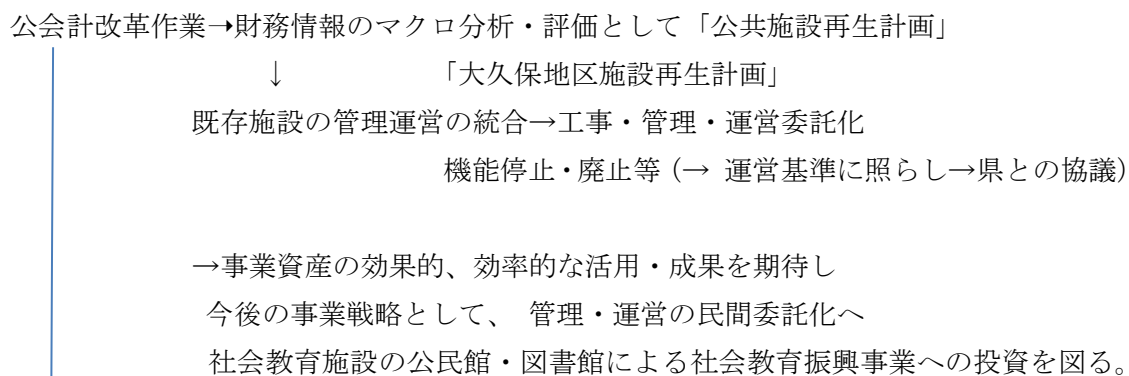 公会計改革作業→財務情報のマクロ分析・評価として「公共施設再生計画」
↓ 「大久保地区施設再生計画」
既存施設の管理運営の統合→工事・管理・運営委託化
機能停止・廃止等（→ 運営基準に照らし→県との協議）
→事業資産の効果的、効率的な活用・成果を期待し
今後の事業戦略として、 管理・運営の民間委託化へ
社会教育施設の公民館・図書館による社会教育振興事業への投資を図る。